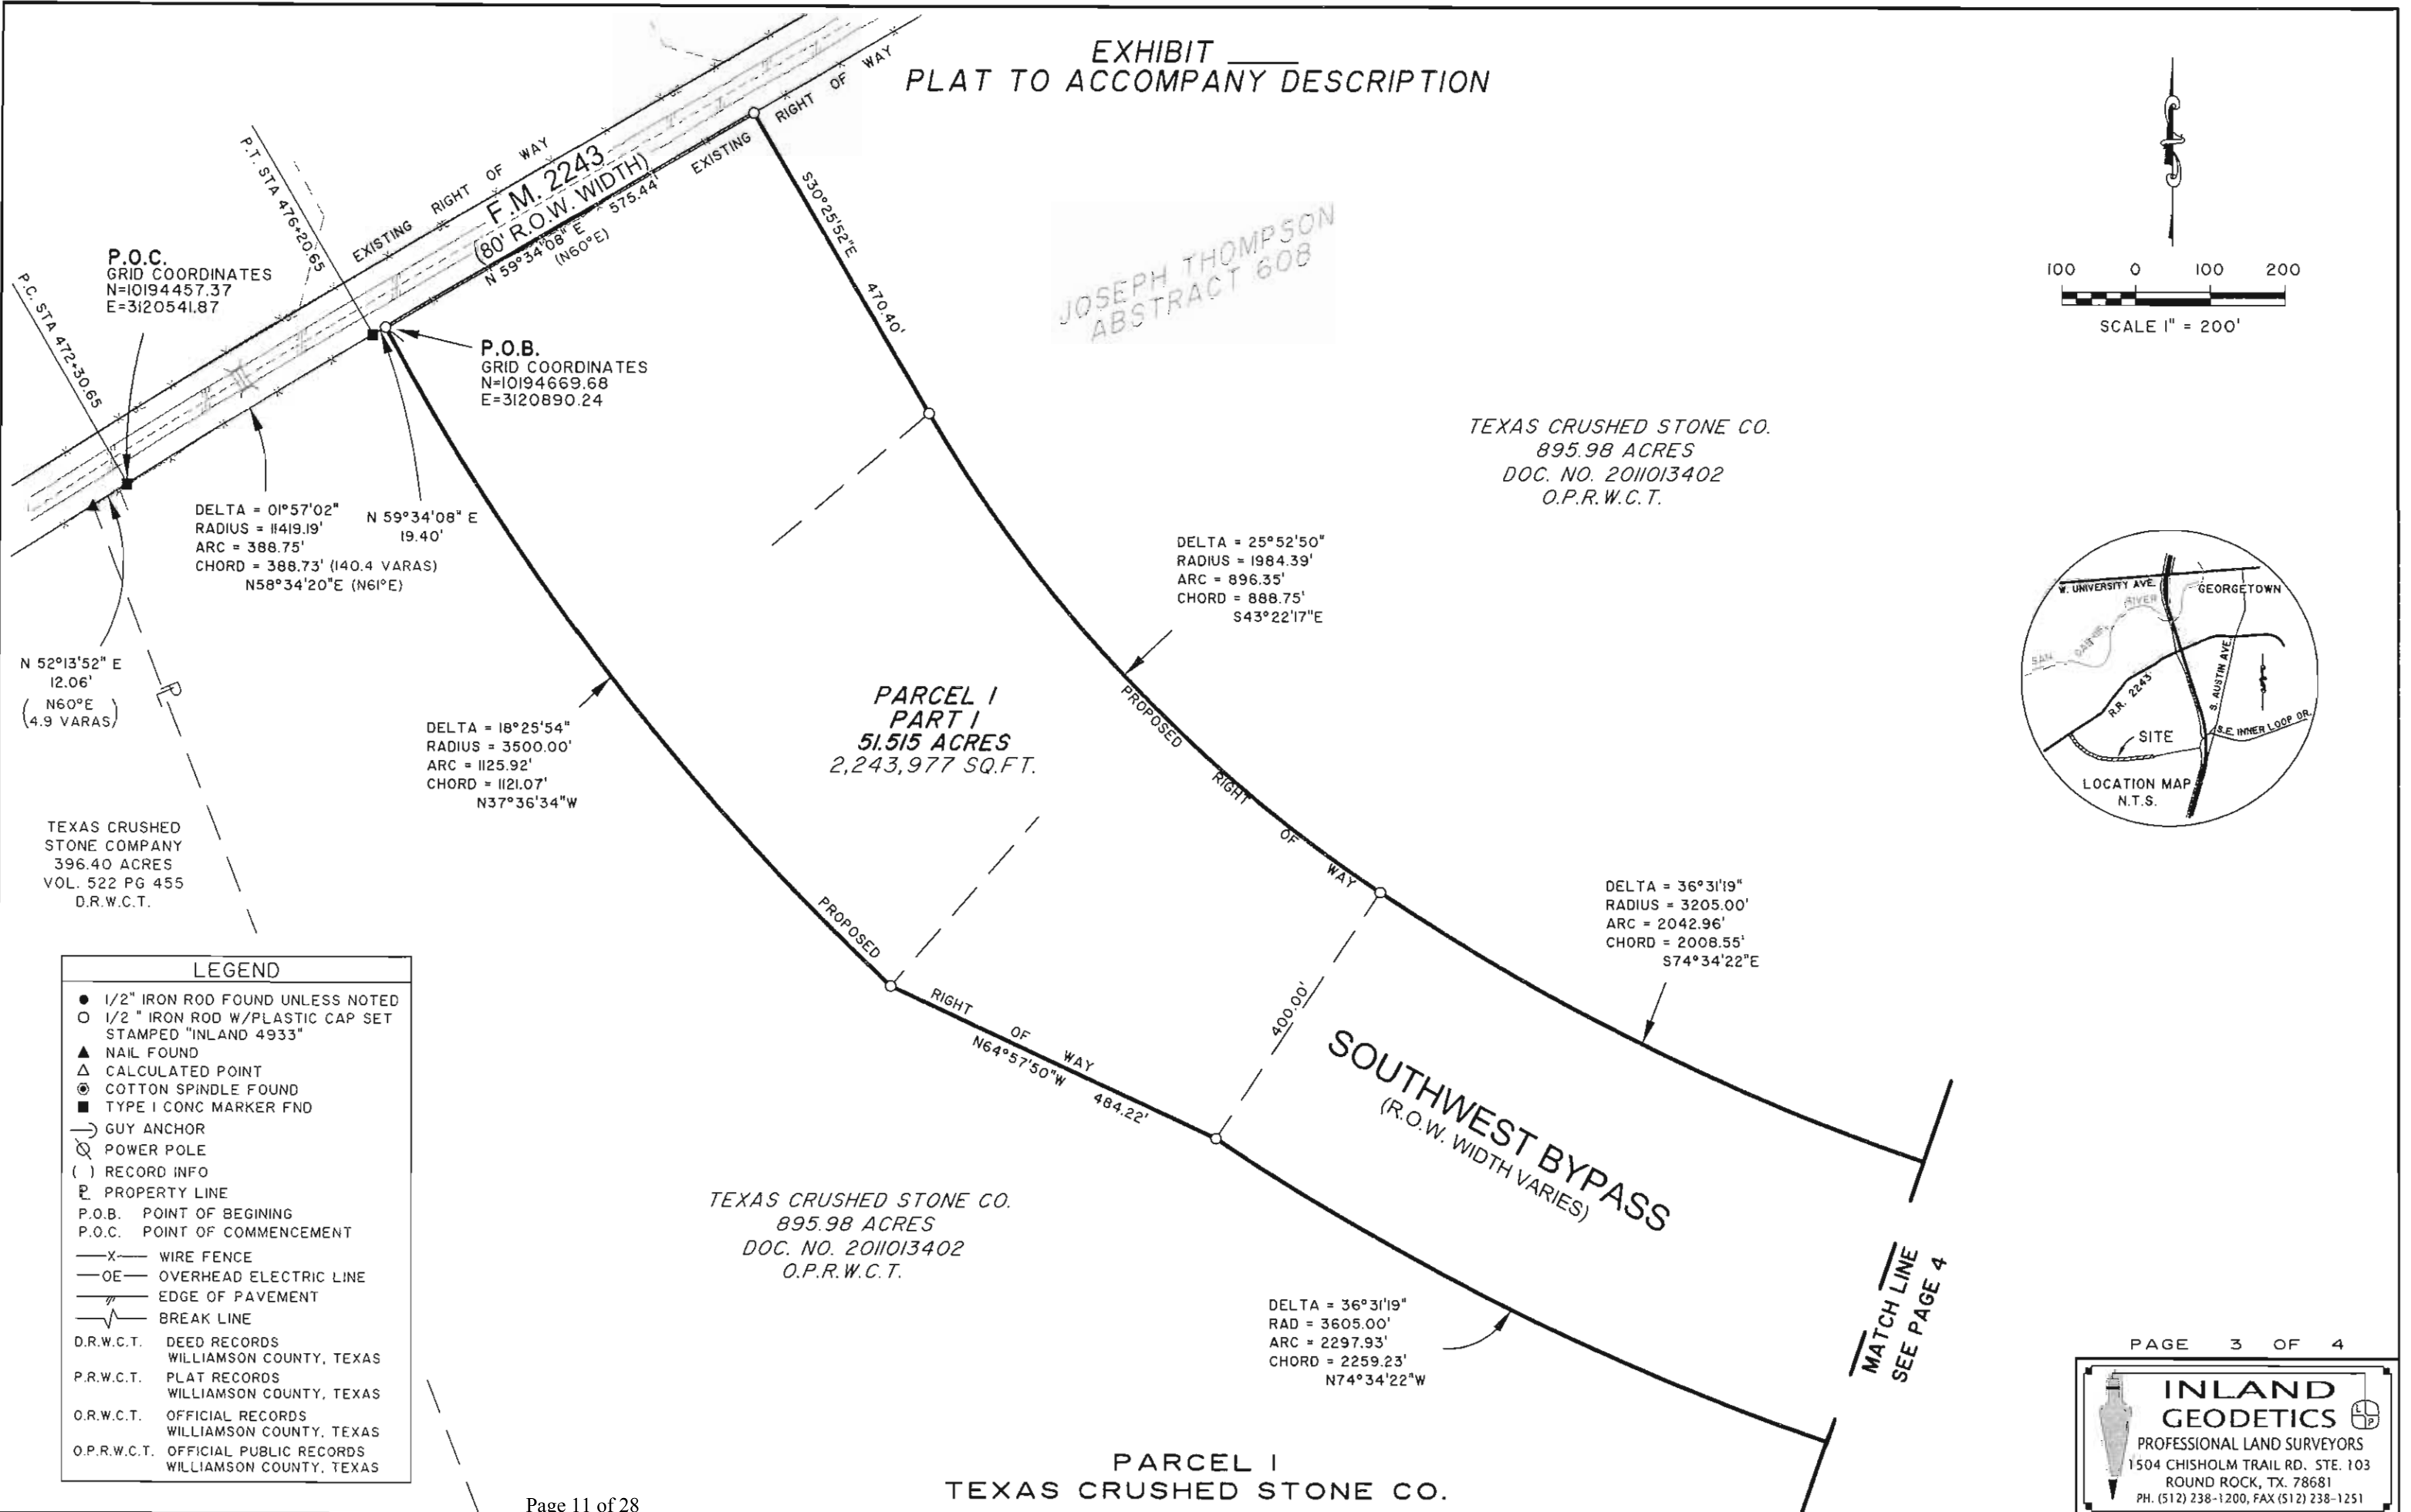 EXHIBIT ____
PLAT TO ACCOMPANY DESCRIPTION
EXISTING RIGHT OF WAY
F.M. 2243
(80' R.O.W. WIDTH)
N 59°34'08" E 575.44'
(N60°E)
EXISTING RIGHT OF WAY
P.T. STA 476+20.65
P.C. STA 472+30.65
P.O.C.
GRID COORDINATES
N=10194457.37
E=3120541.87
P.O.B.
GRID COORDINATES
N=10194669.68
E=3120890.24
S30°25'52"E 470.40'
JOSEPH THOMPSON
ABSTRACT 608
100 0 100 200
SCALE 1" = 200'
TEXAS CRUSHED STONE CO.
895.98 ACRES
DOC. NO. 2011013402
O.P.R.W.C.T.
DELTA = 01°57'02"
RADIUS = 11419.19'
ARC = 388.75'
CHORD = 388.73' (140.4 VARAS)
N58°34'20"E (N61°E)
N 59°34'08" E
19.40'
N 52°13'52" E
12.06'
N60°E
(4.9 VARAS)
PL
DELTA = 25°52'50"
RADIUS = 1984.39'
ARC = 896.35'
CHORD = 888.75'
S43°22'17"E
W. UNIVERSITY AVE.
GEORGETOWN
SAN GABRIEL RIVER
R.R. 2243
S. AUSTIN AVE.
S.E. INNER LOOP DR.
SITE
LOCATION MAP
N.T.S.
DELTA = 18°25'54"
RADIUS = 3500.00'
ARC = 1125.92'
CHORD = 1121.07'
N37°36'34"W
PARCEL 1
PART 1
51.515 ACRES
2,243,977 SQ.FT.
PROPOSED RIGHT OF WAY
TEXAS CRUSHED
STONE COMPANY
396.40 ACRES
VOL. 522 PG 455
D.R.W.C.T.
DELTA = 36°31'19"
RADIUS = 3205.00'
ARC = 2042.96'
CHORD = 2008.55'
S74°34'22"E
PROPOSED RIGHT OF WAY
N64°57'50"W 484.22'
400.00'
SOUTHWEST BYPASS
(R.O.W. WIDTH VARIES)
LEGEND
1/2" IRON ROD FOUND UNLESS NOTED
1/2 " IRON ROD W/PLASTIC CAP SET
STAMPED "INLAND 4933"
NAIL FOUND
CALCULATED POINT
COTTON SPINDLE FOUND
TYPE I CONC MARKER FND
GUY ANCHOR
POWER POLE
( ) RECORD INFO
PL PROPERTY LINE
P.O.B. POINT OF BEGINING
P.O.C. POINT OF COMMENCEMENT
X WIRE FENCE
OE OVERHEAD ELECTRIC LINE
EDGE OF PAVEMENT
BREAK LINE
D.R.W.C.T. DEED RECORDS
WILLIAMSON COUNTY, TEXAS
P.R.W.C.T. PLAT RECORDS
WILLIAMSON COUNTY, TEXAS
O.R.W.C.T. OFFICIAL RECORDS
WILLIAMSON COUNTY, TEXAS
O.P.R.W.C.T. OFFICIAL PUBLIC RECORDS
WILLIAMSON COUNTY, TEXAS
TEXAS CRUSHED STONE CO.
895.98 ACRES
DOC. NO. 2011013402
O.P.R.W.C.T.
DELTA = 36°31'19"
RAD = 3605.00'
ARC = 2297.93'
CHORD = 2259.23'
N74°34'22"W
MATCH LINE
SEE PAGE 4
PAGE 3 OF 4
INLAND
GEODETICS
PROFESSIONAL LAND SURVEYORS
1504 CHISHOLM TRAIL RD. STE. 103
ROUND ROCK, TX. 78681
PH. (512) 238-1200, FAX (512) 238-1251
PARCEL 1
TEXAS CRUSHED STONE CO.
Page 11 of 28